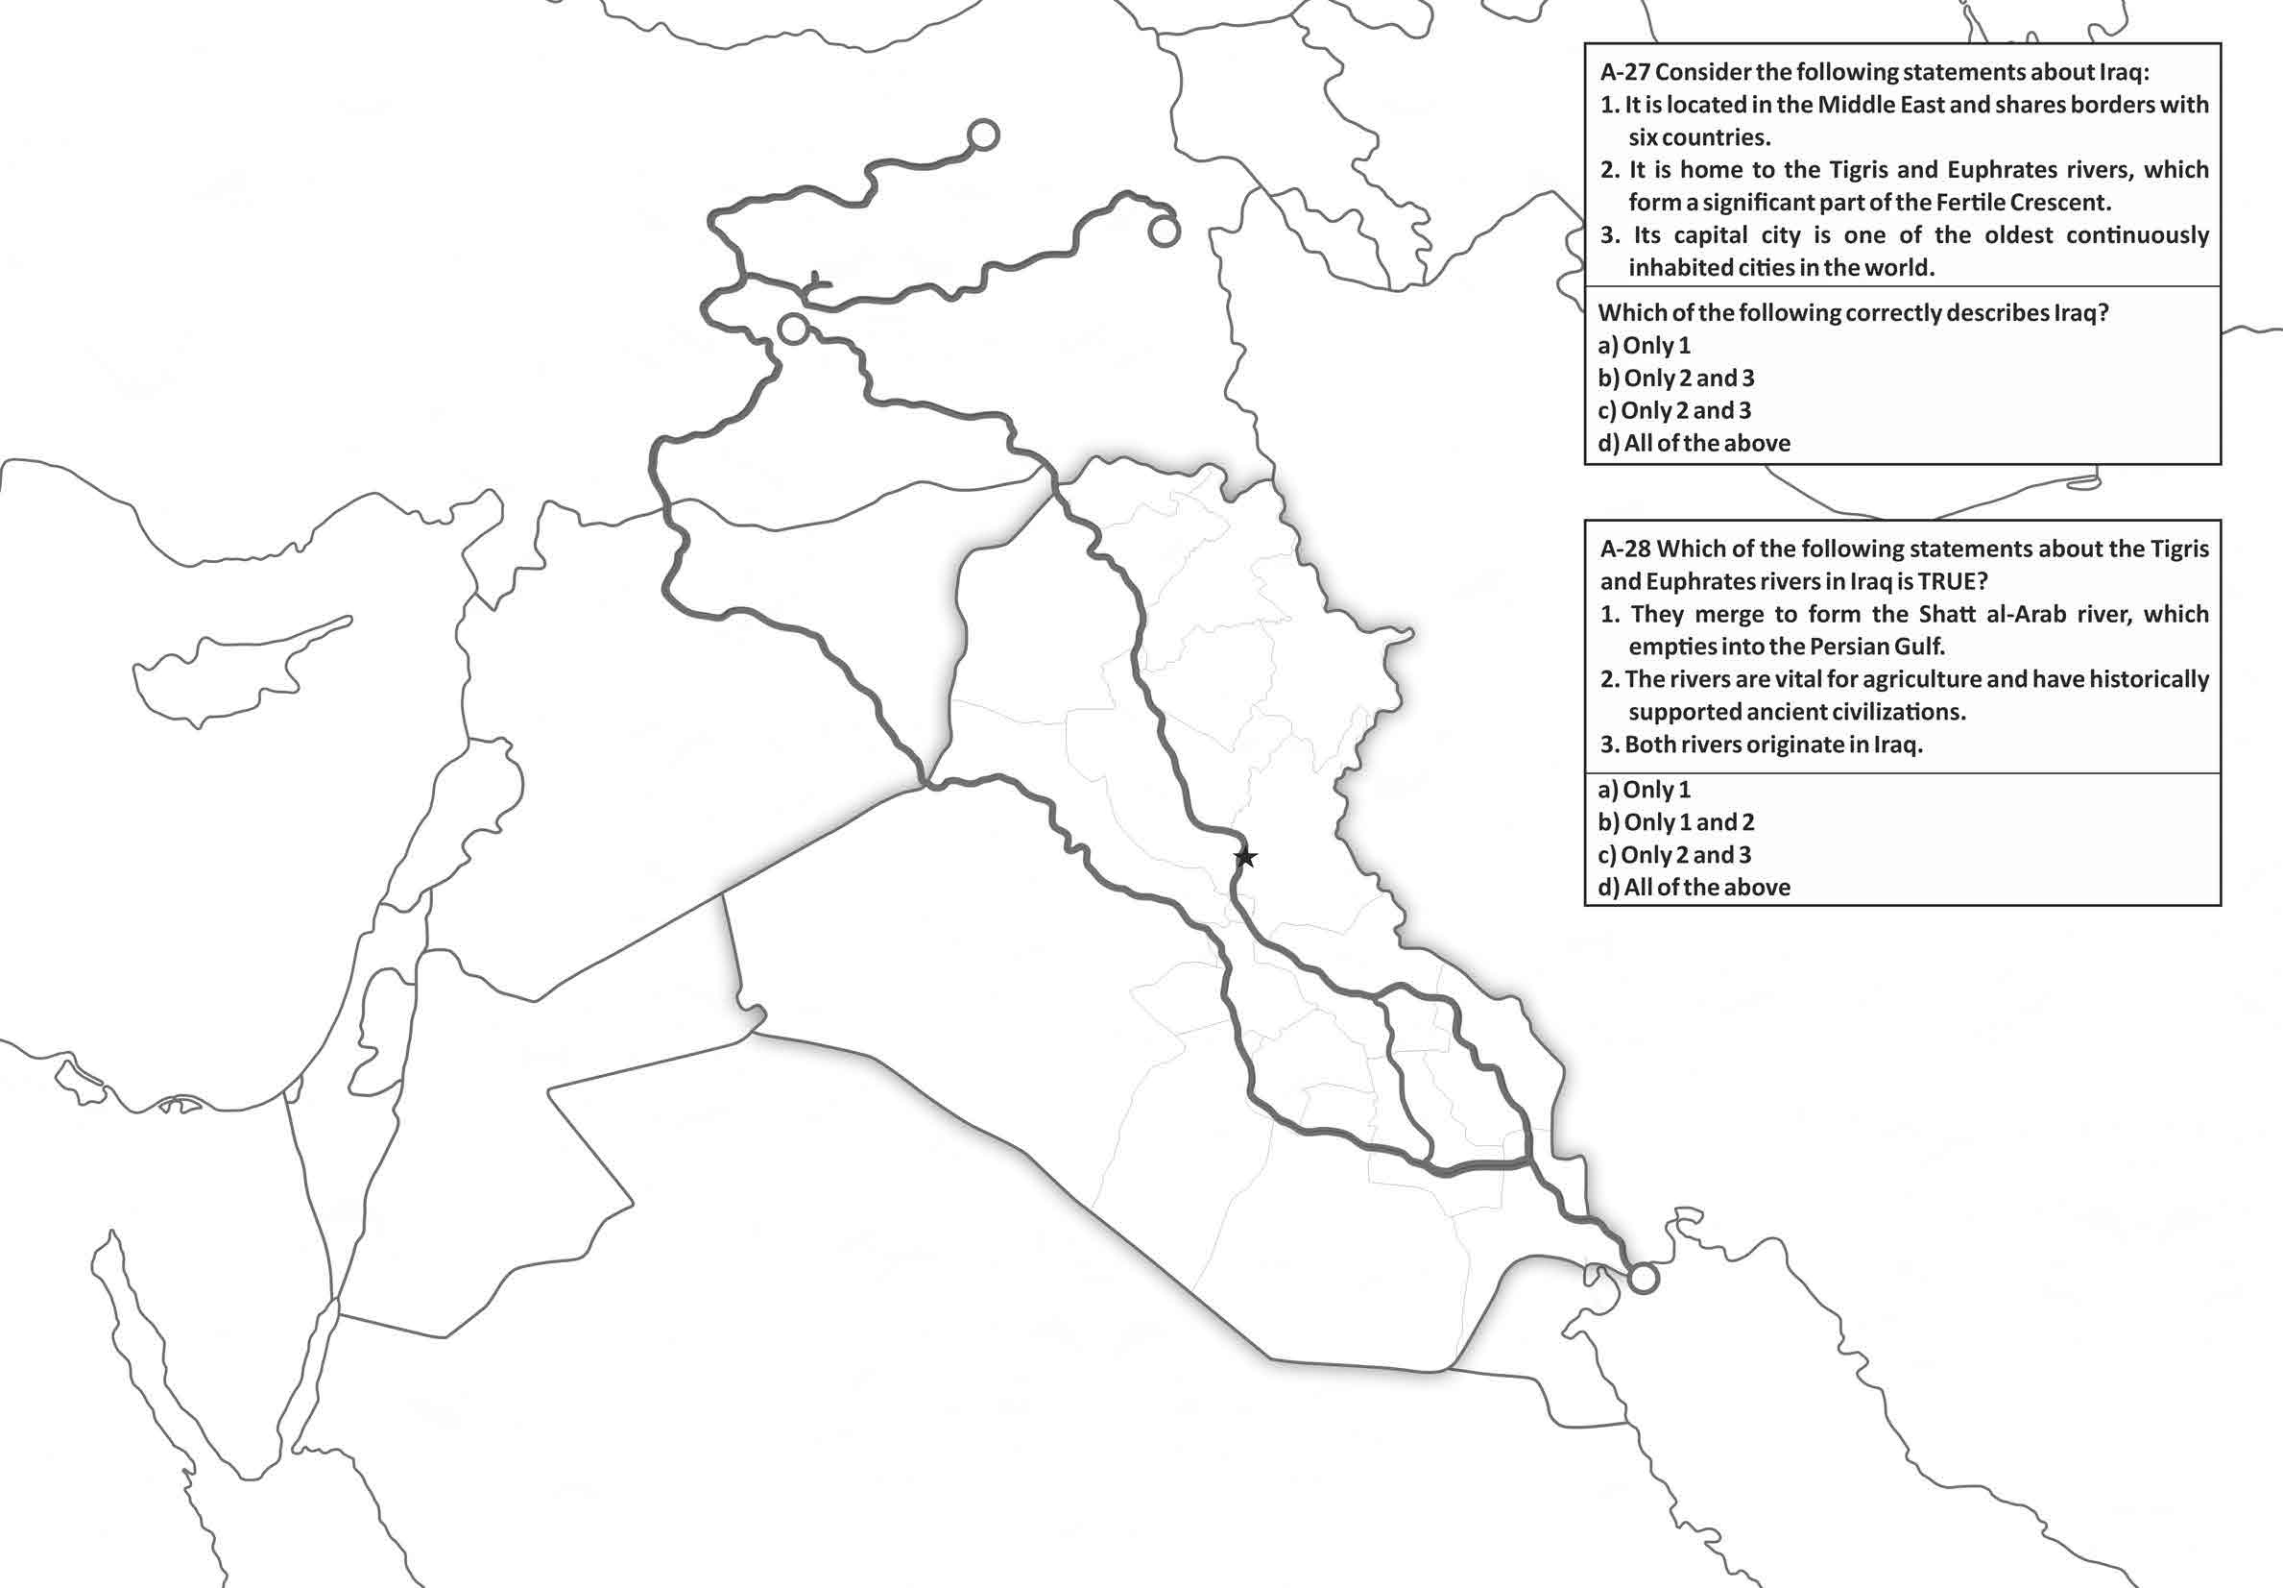 A-27 Consider the following statements about Iraq:
1. It is located in the Middle East and shares borders with
six countries.
2. It is home to the Tigris and Euphrates rivers, which
form a significant part of the Fertile Crescent.
3. Its capital city is one of the oldest continuously
inhabited cities in the world.
Which of the following correctly describes Iraq?
a) Only 1
b) Only 2 and 3
c) Only 2 and 3
d) All of the above
A-28 Which of the following statements about the Tigris
and Euphrates rivers in Iraq is TRUE?
1. They merge to form the Shatt al-Arab river, which
empties into the Persian Gulf.
2. The rivers are vital for agriculture and have historically
supported ancient civilizations.
3. Both rivers originate in Iraq.
a) Only 1
b) Only 1 and 2
c) Only 2 and 3
d) All of the above